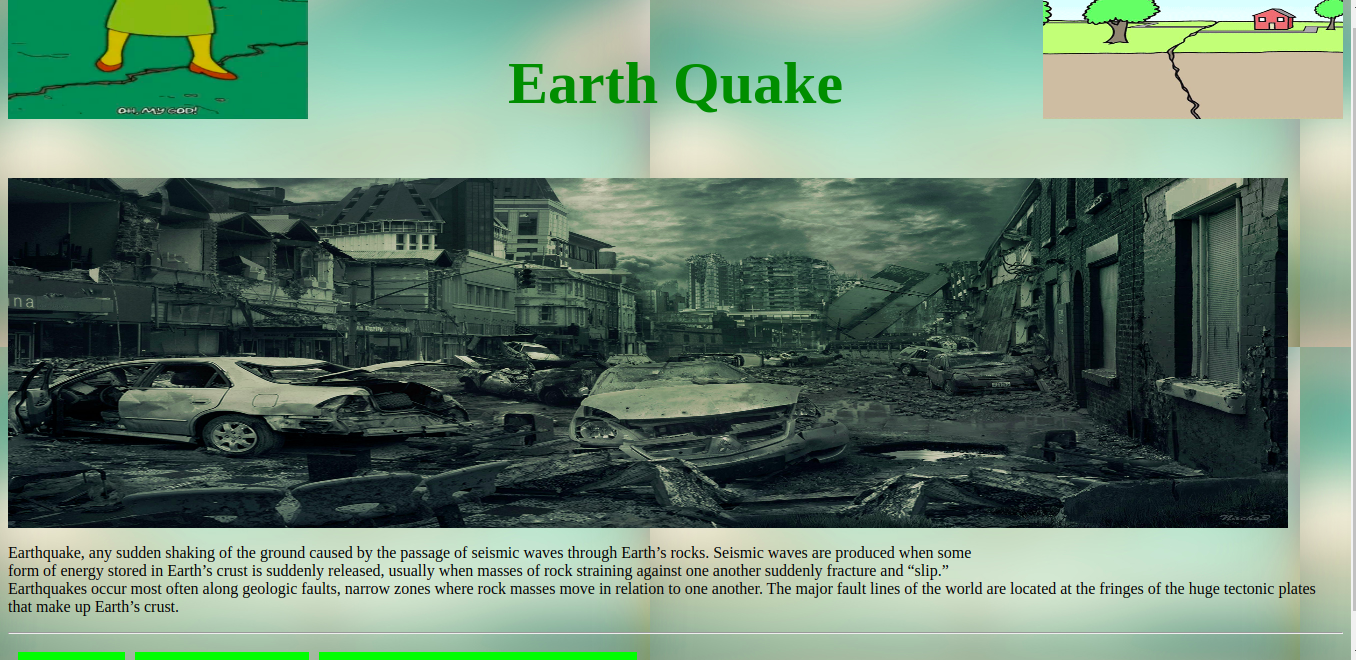 Earth Quake
OH, MY GOD!
Earthquake, any sudden shaking of the ground caused by the passage of seismic waves through Earth’s rocks. Seismic waves are produced when some
form of energy stored in Earth’s crust is suddenly released, usually when masses of rock straining against one another suddenly fracture and “slip.”
Earthquakes occur most often along geologic faults, narrow zones where rock masses move in relation to one another. The major fault lines of the world are located at the fringes of the huge tectonic plates
that make up Earth’s crust.